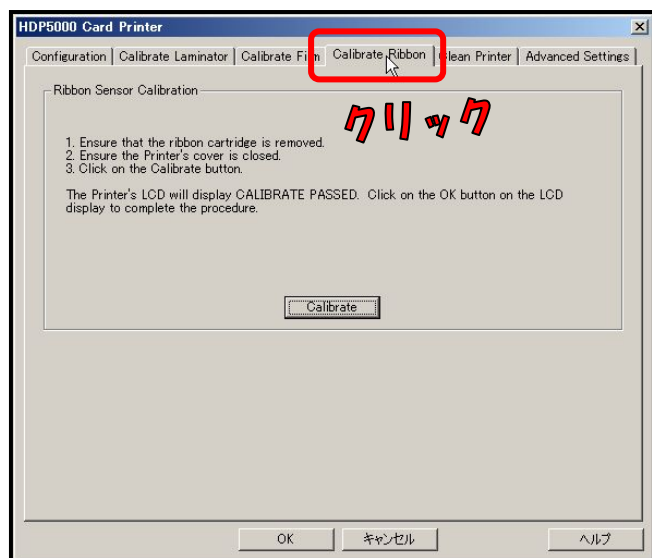 HDP5000 Card Printer
Configuration Calibrate Laminator Calibrate Film Calibrate Ribbon Clean Printer Advanced Settings
Ribbon Sensor Calibration
クリック
1. Ensure that the ribbon cartridge is removed.
2. Ensure the Printer's cover is closed.
3. Click on the Calibrate button.
The Printer's LCD will display CALIBRATE PASSED. Click on the OK button on the LCD
display to complete the procedure.
Calibrate
OK キャンセル ヘルプ